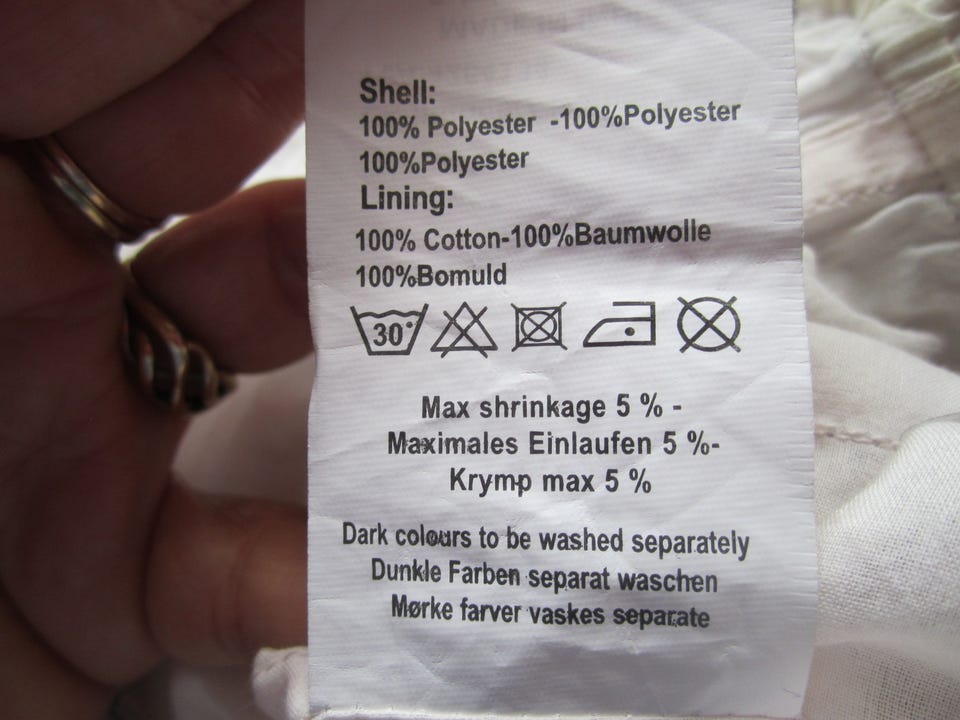 Shell:
100% Polyester -100%Polyester
100%Polyester
Lining:
100% Cotton-100%Baumwolle
100%Bomuld
30°
Max shrinkage 5 % -
Maximales Einlaufen 5 %-
Krymp max 5 %
Dark colours to be washed separately
Dunkle Farben separat waschen
Mørke farver vaskes separate